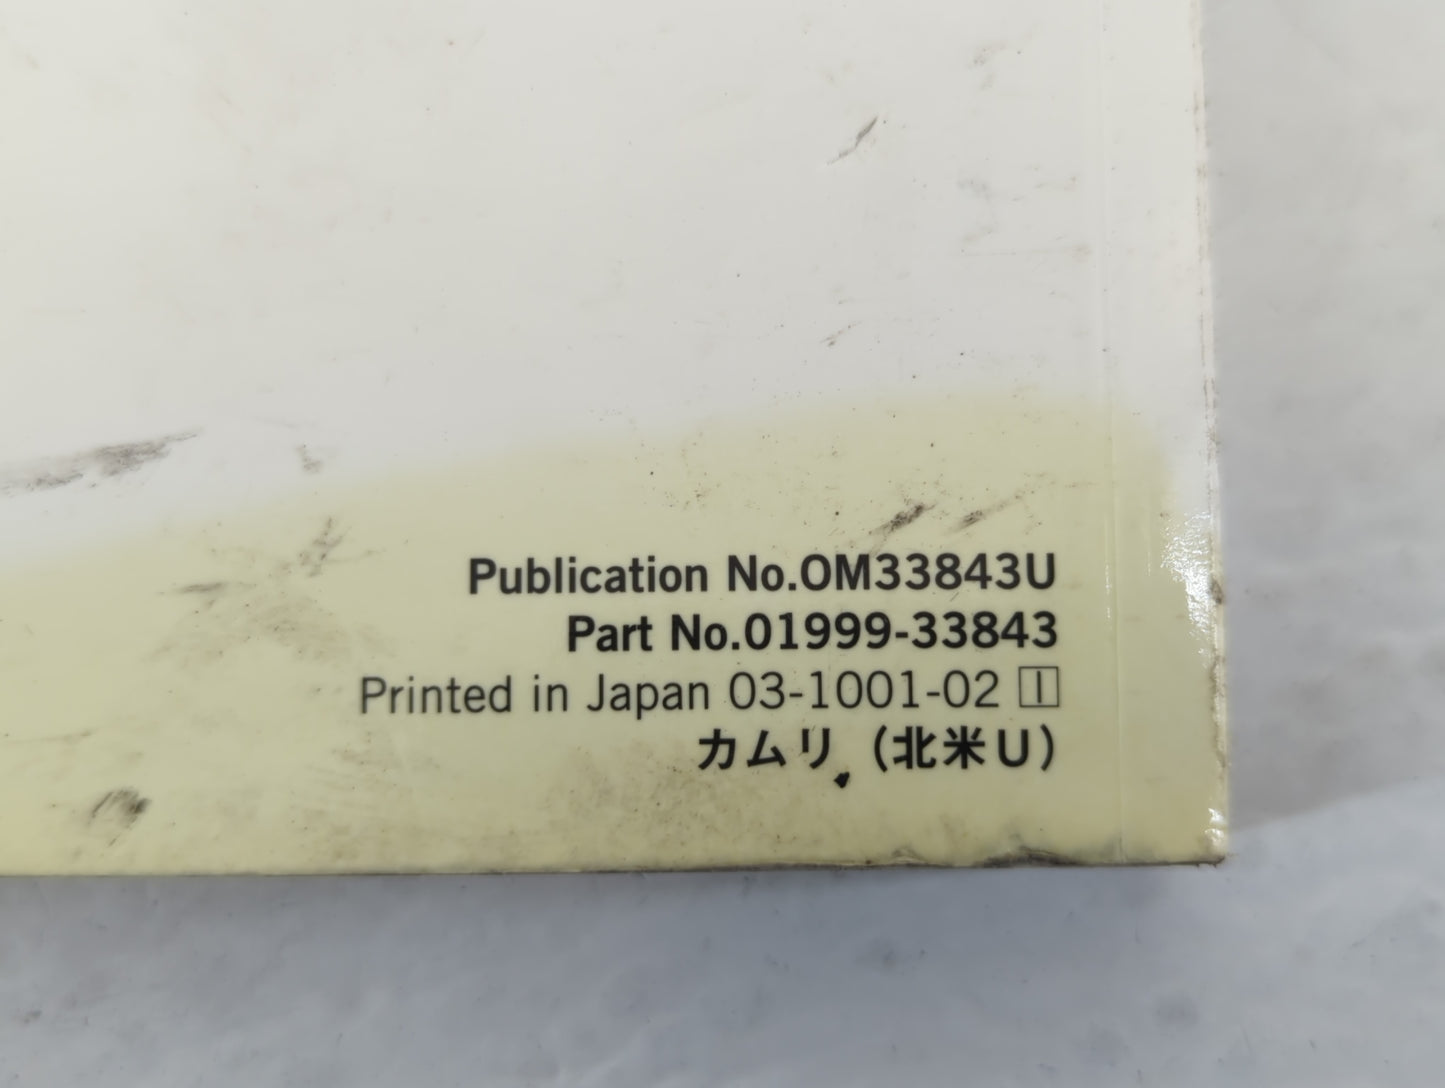 Publication No.OM33843U
Part No.01999-33843
Printed in Japan 03-1001-02 I
カムリ（北米U）